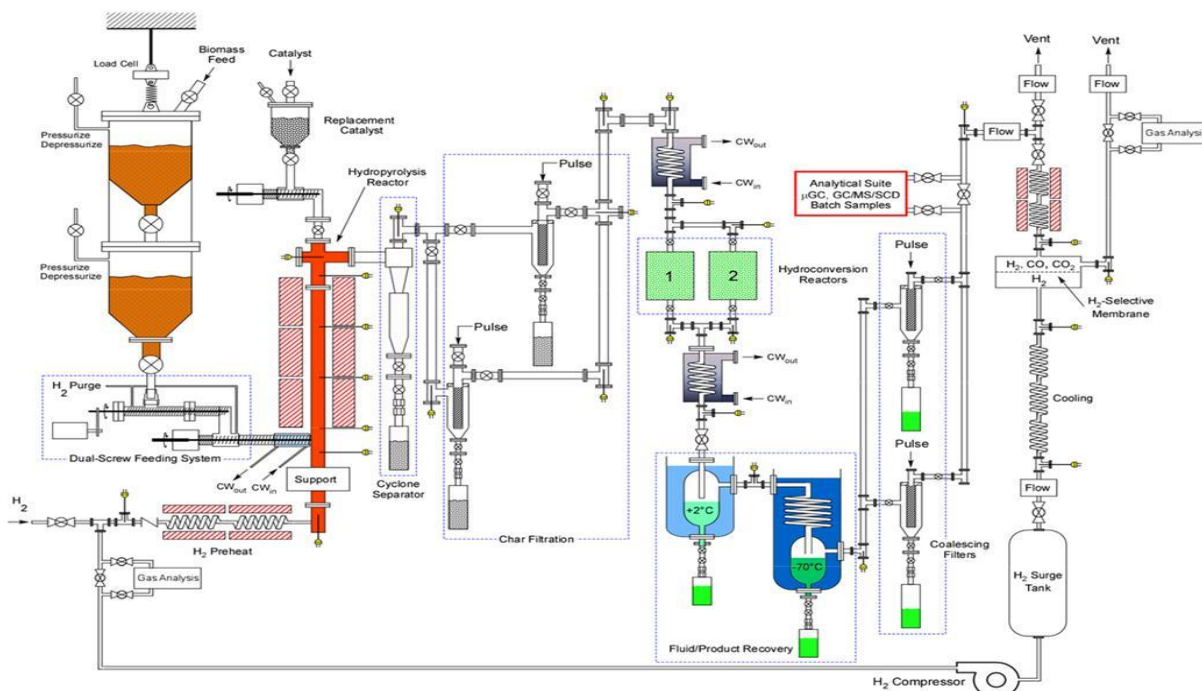 Load Cell
Biomass
Feed
Pressurize
Depressurize
Pressurize
Depressurize
H2 Purge
Dual-Screw Feeding System
CWout
CWin
Catalyst
Replacement
Catalyst
Hydropyrolysis
Reactor
Support
H2
H2 Preheat
Gas Analysis
Cyclone
Separator
Pulse
Pulse
Char Filtration
CWout
CWin
1
2
Hydroconversion
Reactors
CWout
CWin
+2°C
-70°C
Fluid/Product Recovery
Analytical Suite
μGC, GC/MS/SCD
Batch Samples
Pulse
Pulse
Coalescing
Filters
Flow
Vent
Flow
Vent
Flow
Gas Analysis
H2, CO, CO2
H2
H2-Selective
Membrane
Cooling
Flow
H2 Surge
Tank
H2 Compressor